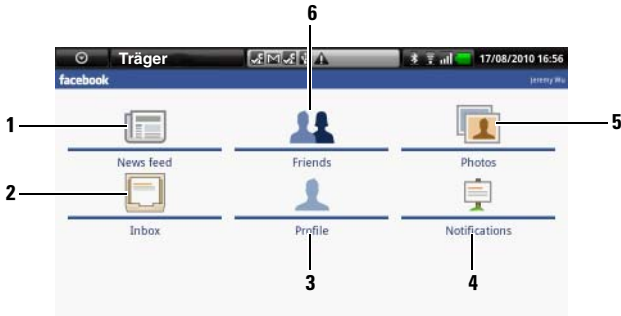 6
Träger 17/08/2010 16:56
facebook Jeremy Wu
1 5
News feed Friends Photos
2
Inbox Profile Notifications
3 4